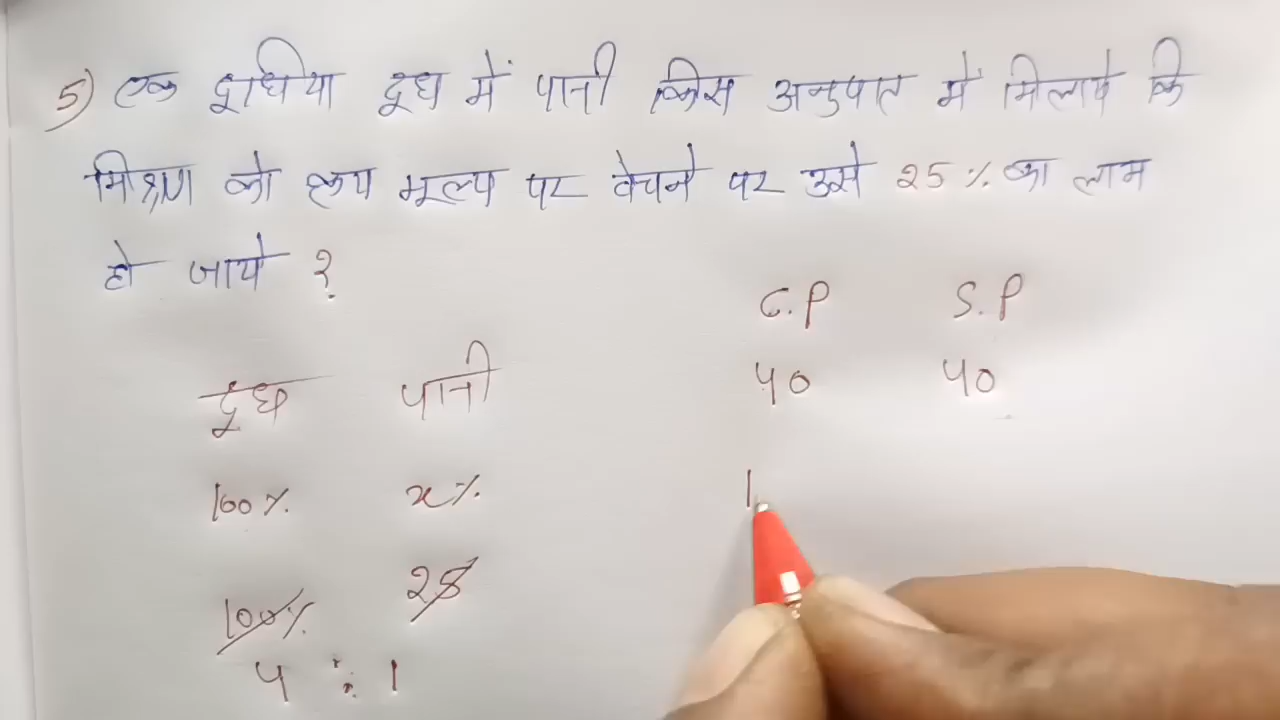 5) एक दूधिया दूध में पानी किस अनुपात में मिलाये कि
मिश्रण को क्रय मूल्य पर बेचने पर उसे 25% का लाभ
हो जाये ?
C.P S.P
40 40
दूध पानी
100% x%
1
100% 25
4 : 1